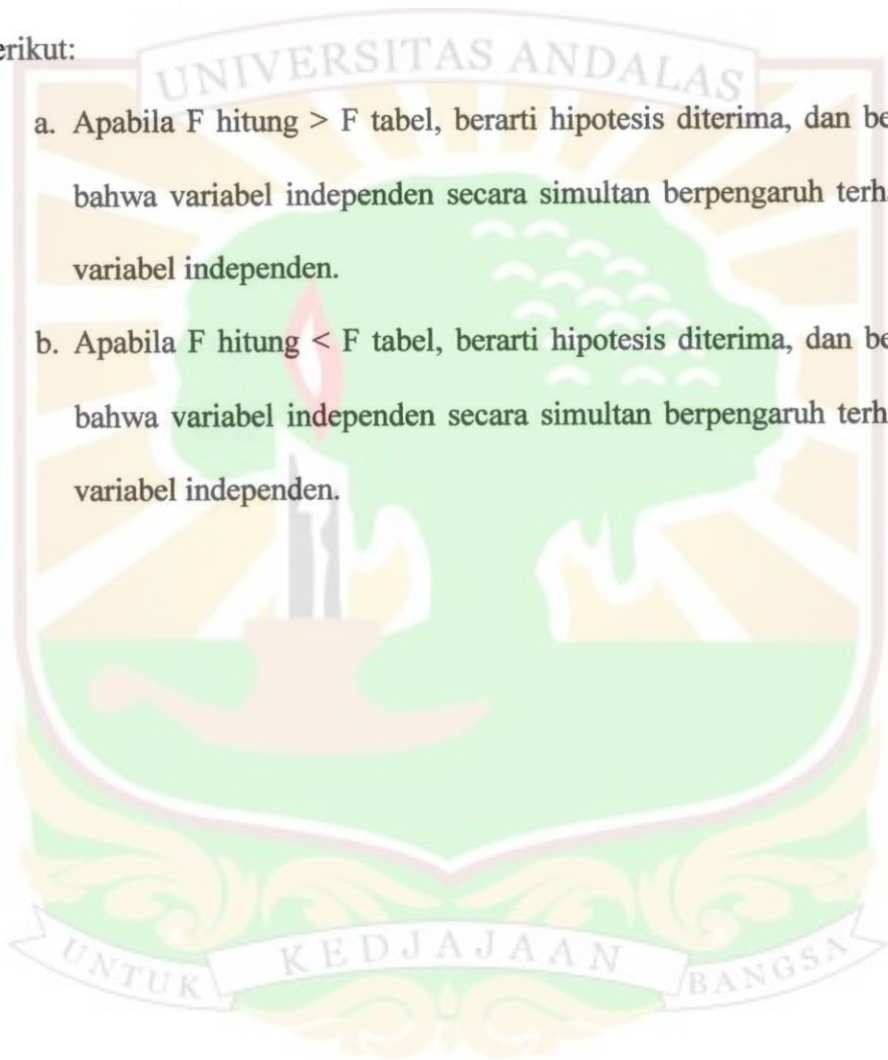 erikut:
UNIVERSITAS ANDALAS
a. Apabila F hitung > F tabel, berarti hipotesis diterima, dan be
bahwa variabel independen secara simultan berpengaruh terh
variabel independen.
b. Apabila F hitung < F tabel, berarti hipotesis diterima, dan be
bahwa variabel independen secara simultan berpengaruh terh
variabel independen.
UNTUK KEDJAJAAN BANGSA